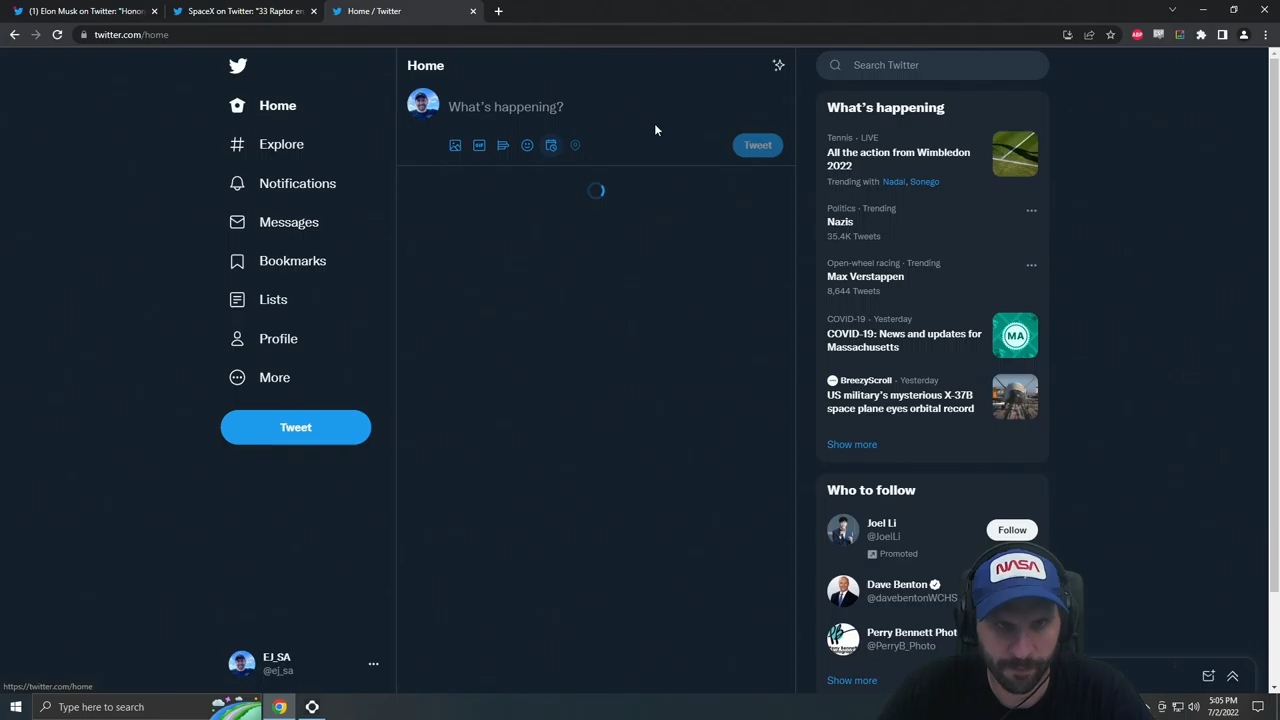 (1) Elon Musk on Twitter: "Honor
SpaceX on Twitter: "33 Raptor en
Home / Twitter
twitter.com/home
ABP
Home
Explore
Notifications
Messages
Bookmarks
Lists
Profile
More
Tweet
EJ_SA
@ej_sa
Home
What's happening?
GIF
Tweet
Search Twitter
What's happening
Tennis · LIVE
All the action from Wimbledon
2022
Trending with Nadal, Sonego
Politics · Trending
Nazis
35.4K Tweets
Open-wheel racing · Trending
Max Verstappen
8,644 Tweets
COVID-19 · Yesterday
COVID-19: News and updates for
Massachusetts
MA
BreezyScroll · Yesterday
US military's mysterious X-37B
space plane eyes orbital record
Show more
Who to follow
Joel Li
@JoelLi
Promoted
Follow
Dave Benton
@davebentonWCHS
Perry Bennett Phot
@PerryB_Photo
Show more
NASA
https://twitter.com/home
Type here to search
5:05 PM
7/2/2022